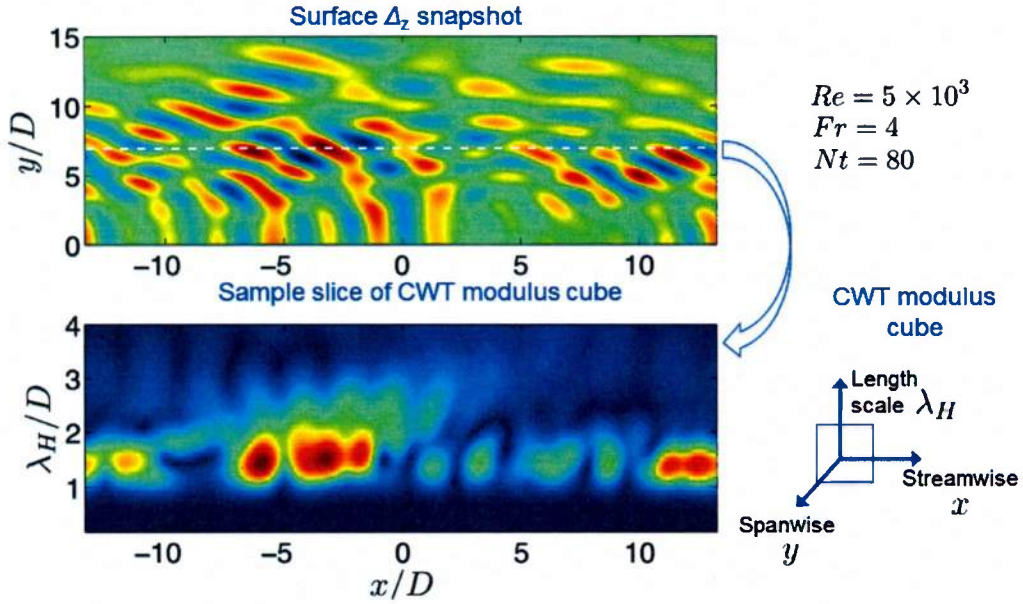 Surface Δz snapshot
15
10
5
0
y/D
−10 −5 0 5 10
Re = 5 × 10³
Fr = 4
Nt = 80
Sample slice of CWT modulus cube
4
3
2
1
λH/D
−10 −5 0 5 10
x/D
CWT modulus
cube
Length
scale λH
Streamwise
x
Spanwise
y